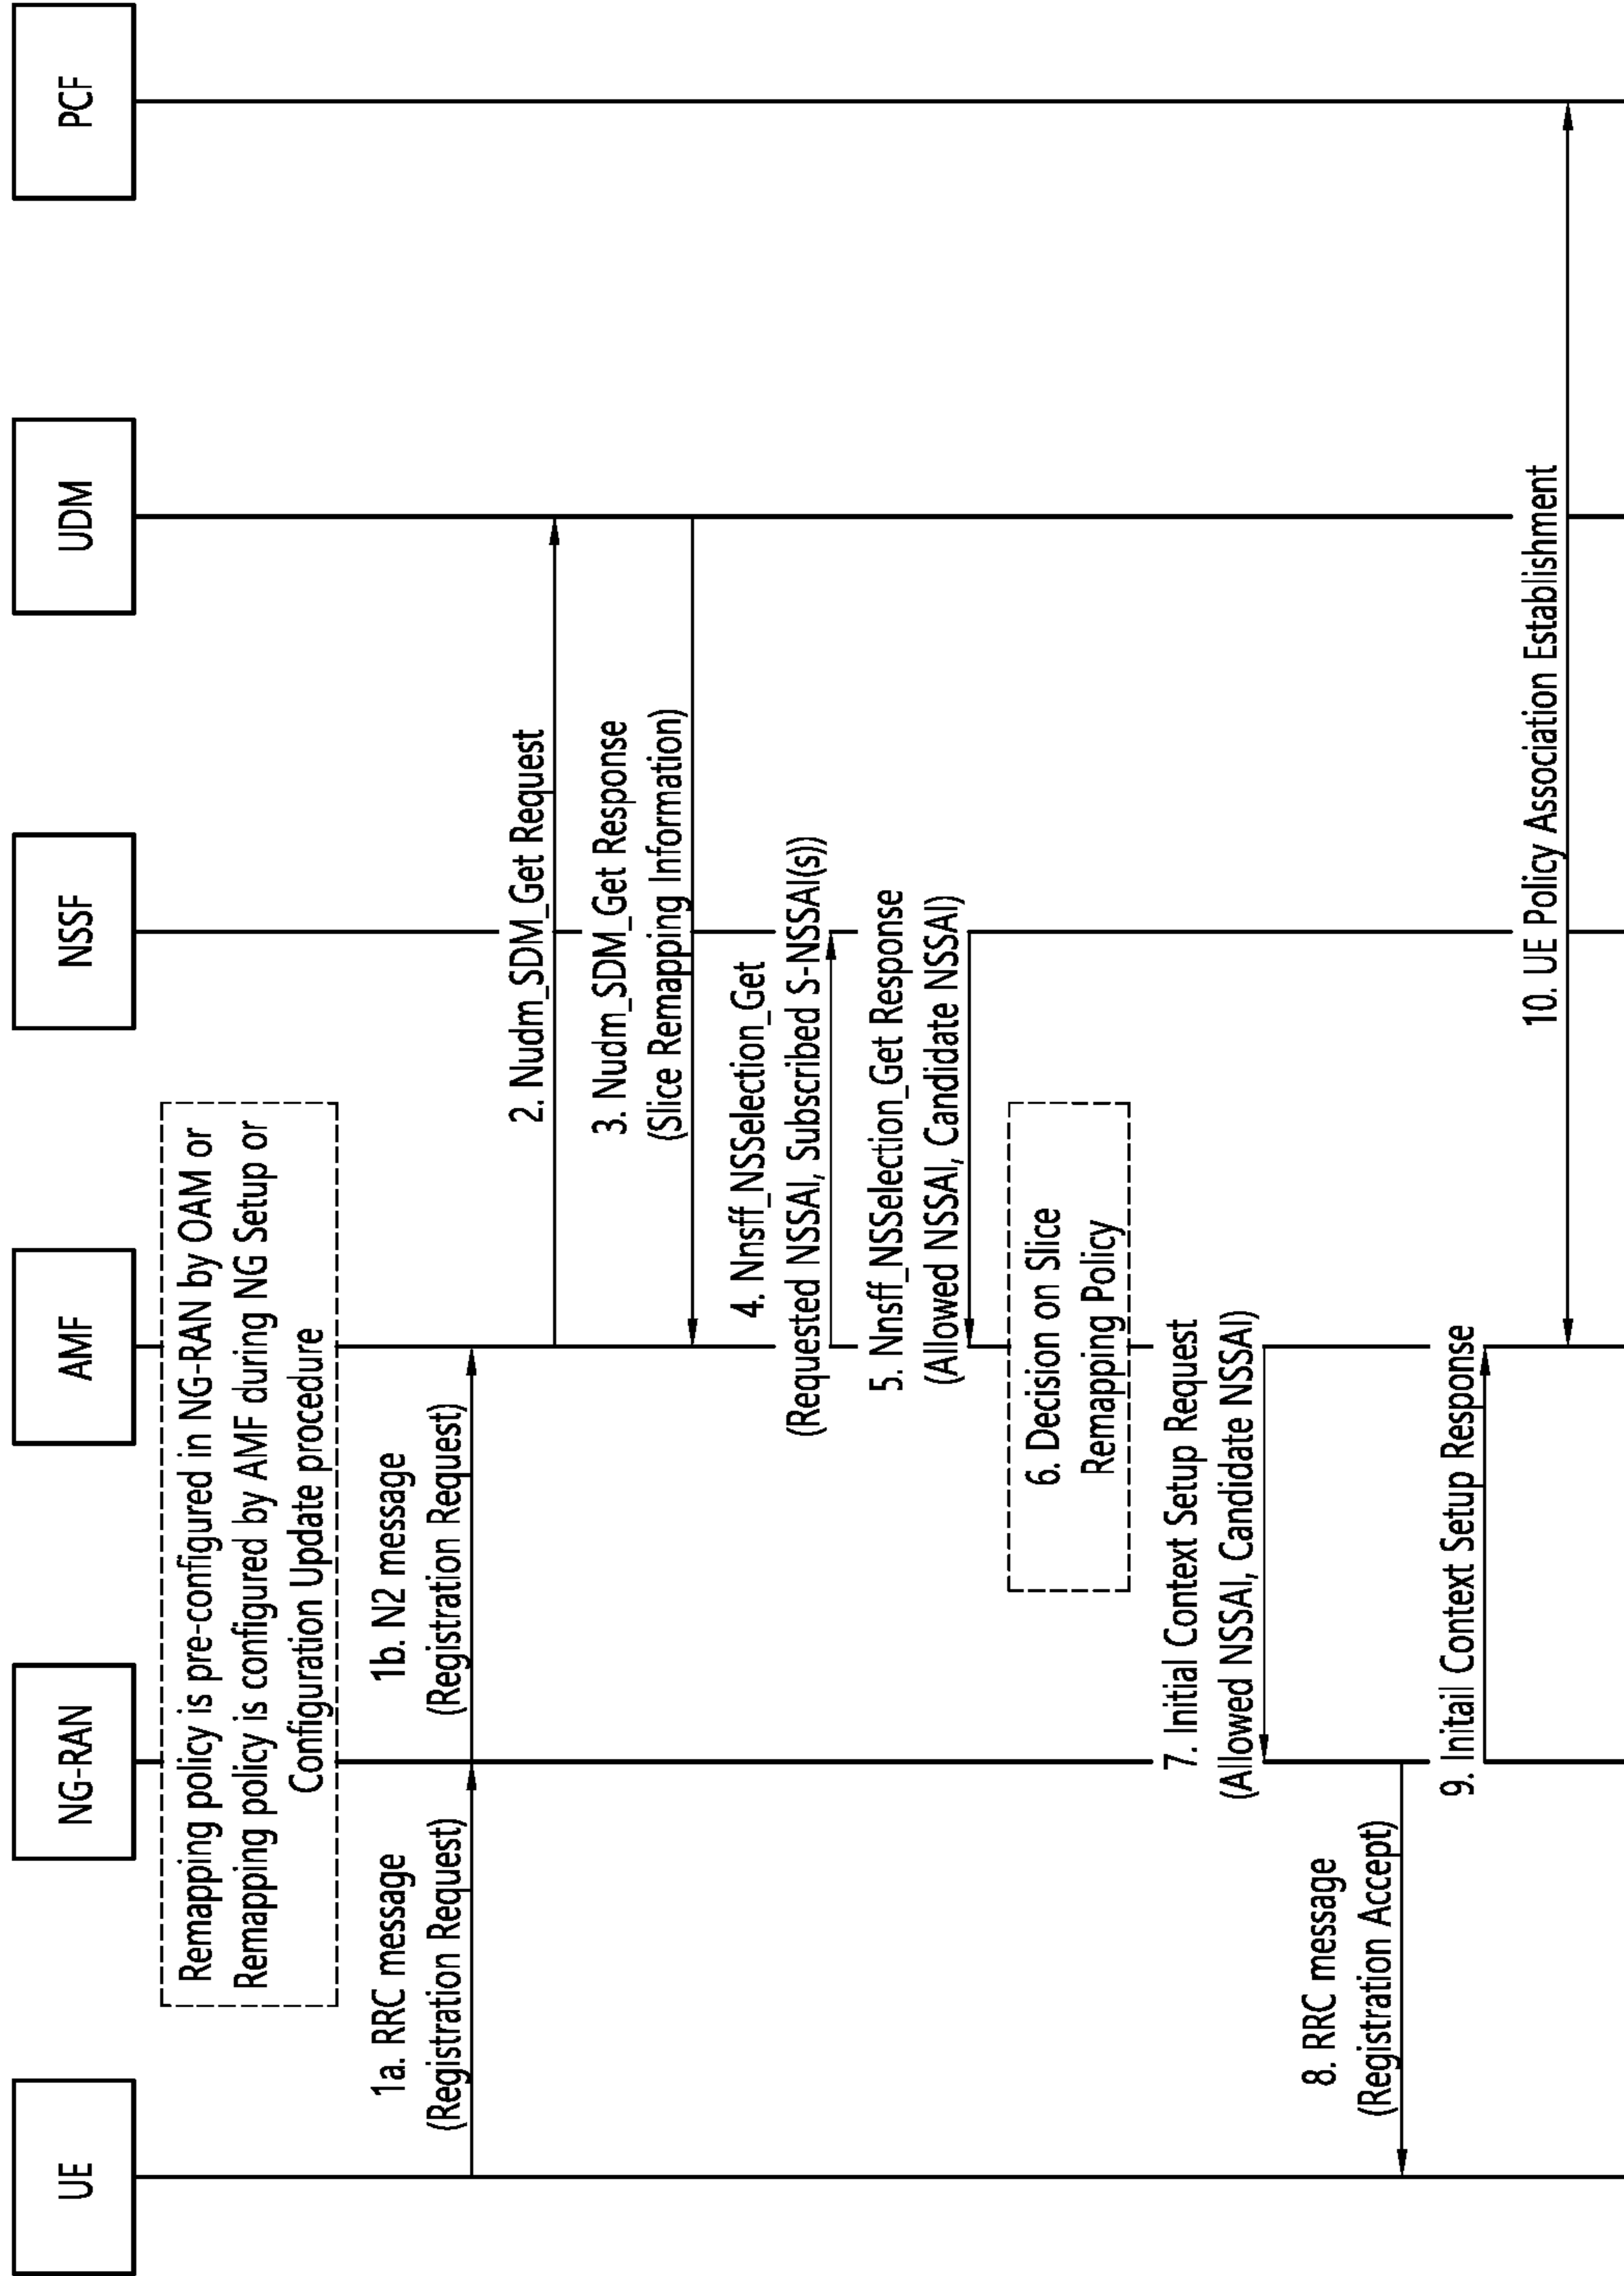 UE
NG-RAN
AMF
NSSF
UDM
PCF
Remapping policy is pre-configured in NG-RAN by OAM or
Remapping policy is configured by AMF during NG Setup or
Configuration Update procedure
1a. RRC message
(Registration Request)
1b. N2 message
(Registration Request)
2. Nudm_SDM_Get Request
3. Nudm_SDM_Get Response
(Slice Remapping Information)
4. Nnsff_NSSelection_Get
(Requested NSSAI, Subscribed S-NSSAI(s))
5. Nnsff_NSSelection_Get Response
(Allowed NSSAI, Candidate NSSAI)
6. Decision on Slice
Remapping Policy
7. Initial Context Setup Request
(Allowed NSSAI, Candidate NSSAI)
8. RRC message
(Registration Accept)
9. Initail Context Setup Response
10. UE Policy Association Establishment